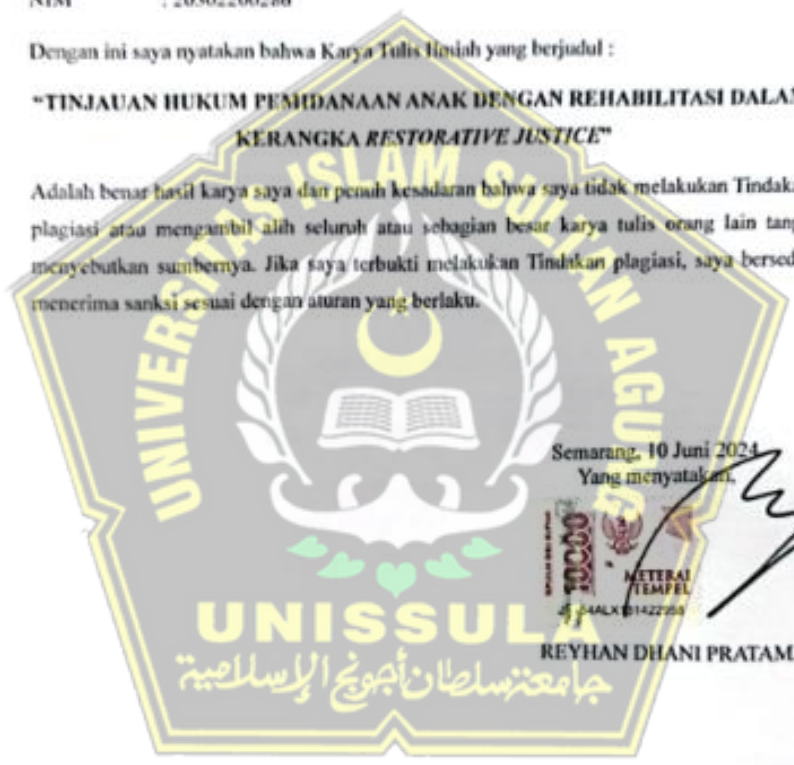 Dengan ini saya nyatakan bahwa Karya Tulis Ilmiah yang berjudul :
“TINJAUAN HUKUM PEMIDANAAN ANAK DENGAN REHABILITASI DALAM
KERANGKA RESTORATIVE JUSTICE”
Adalah benar hasil karya saya dan penuh kesadaran bahwa saya tidak melakukan Tindaka
plagiasi atau mengambil alih seluruh atau sebagian besar karya tulis orang lain tanp
menyebutkan sumbernya. Jika saya terbukti melakukan Tindakan plagiasi, saya bersed
menerima sanksi sesuai dengan aturan yang berlaku.
UNIVERSITAS ISLAM SULTAN AGUNG
Semarang, 10 Juni 2024
Yang menyatakan,
10000
METERAI
TEMPEL
REYHAN DHANI PRATAM
UNISSULA
جامعة سلطان أجونج الإسلامية